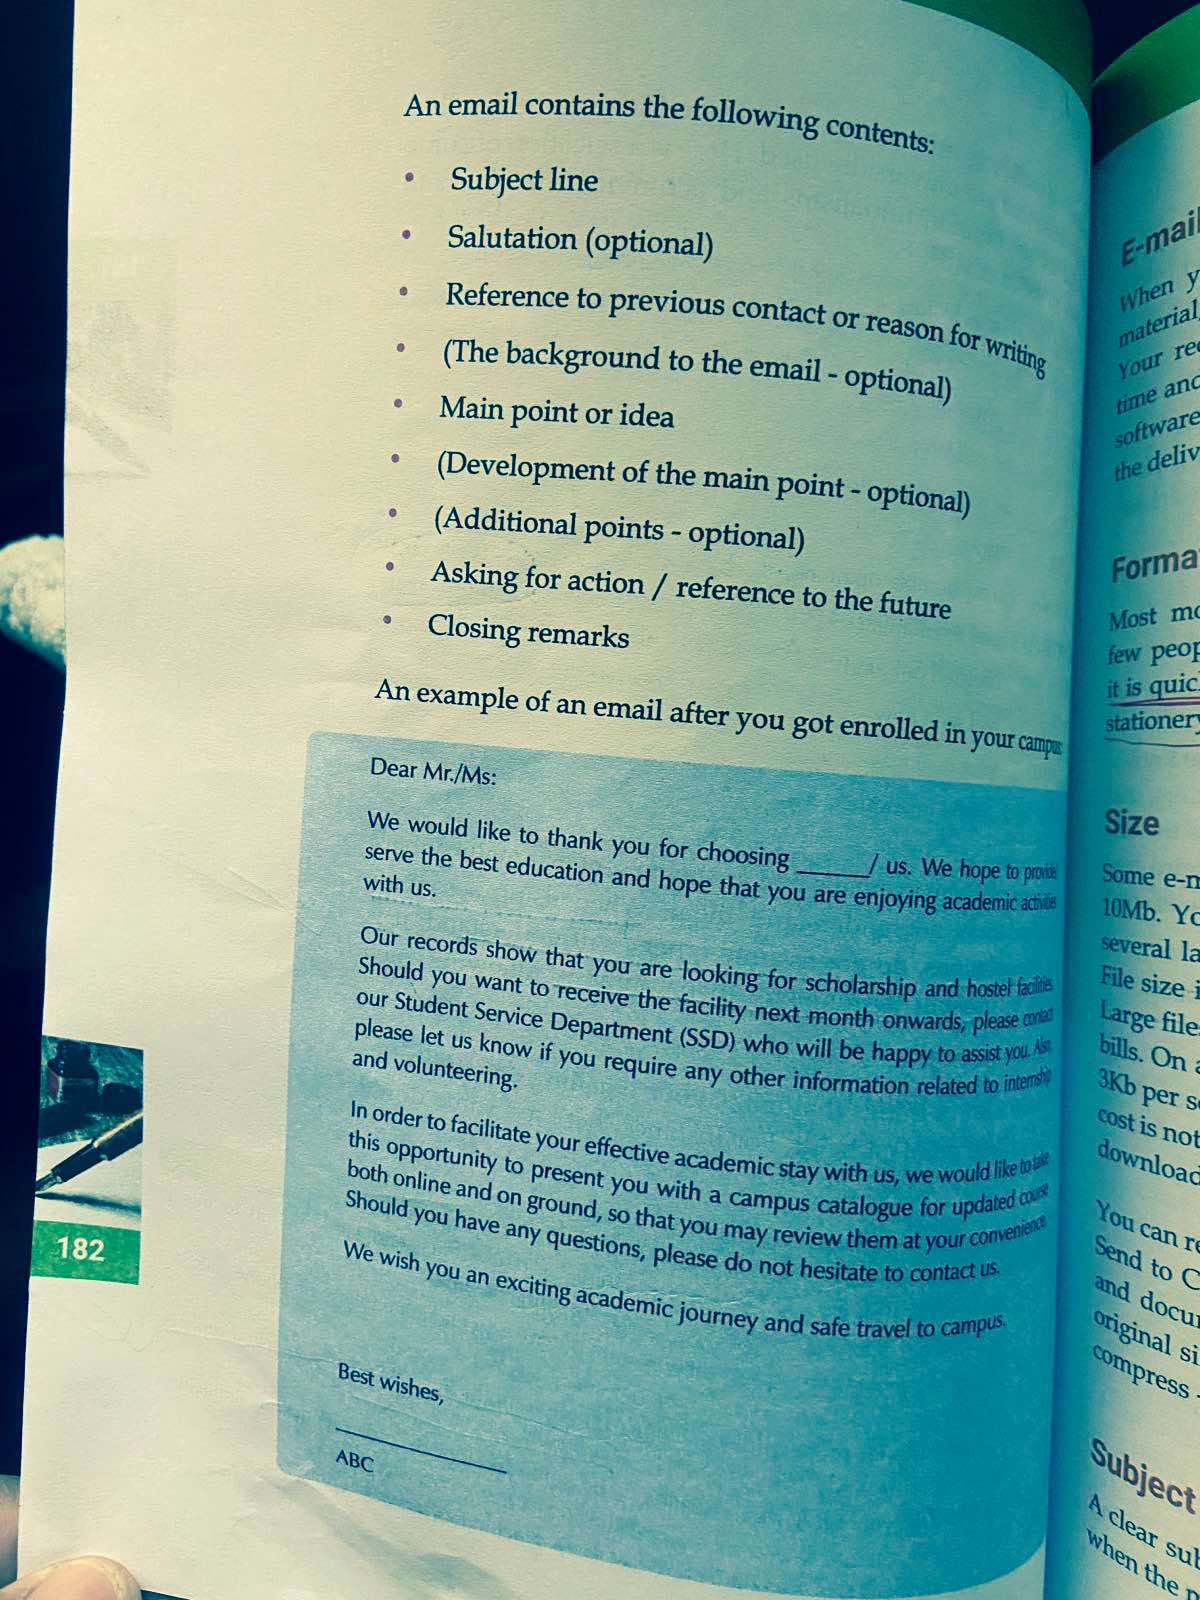 An email contains the following contents:
• Subject line
• Salutation (optional)
• Reference to previous contact or reason for writing
• (The background to the email - optional)
• Main point or idea
• (Development of the main point - optional)
• (Additional points - optional)
• Asking for action / reference to the future
• Closing remarks
An example of an email after you got enrolled in your campus
Dear Mr./Ms:
We would like to thank you for choosing ______/ us. We hope to provide
serve the best education and hope that you are enjoying academic activities
with us.
Our records show that you are looking for scholarship and hostel facilities
Should you want to receive the facility next month onwards, please contact
our Student Service Department (SSD) who will be happy to assist you. Also,
please let us know if you require any other information related to internship
and volunteering.
In order to facilitate your effective academic stay with us, we would like to take
this opportunity to present you with a campus catalogue for updated course
both online and on ground, so that you may review them at your convenience.
Should you have any questions, please do not hesitate to contact us.
We wish you an exciting academic journey and safe travel to campus.
Best wishes,
ABC
182
E-mail
When
material,
Your
time and
software
the
Forma
Most
few
it is
stationery
Size
Some
10Mb.
several
File size
Large
bills. On
3Kb per
cost is not
download
You can
Send to
and
original
compress
Subject
A clear
when the